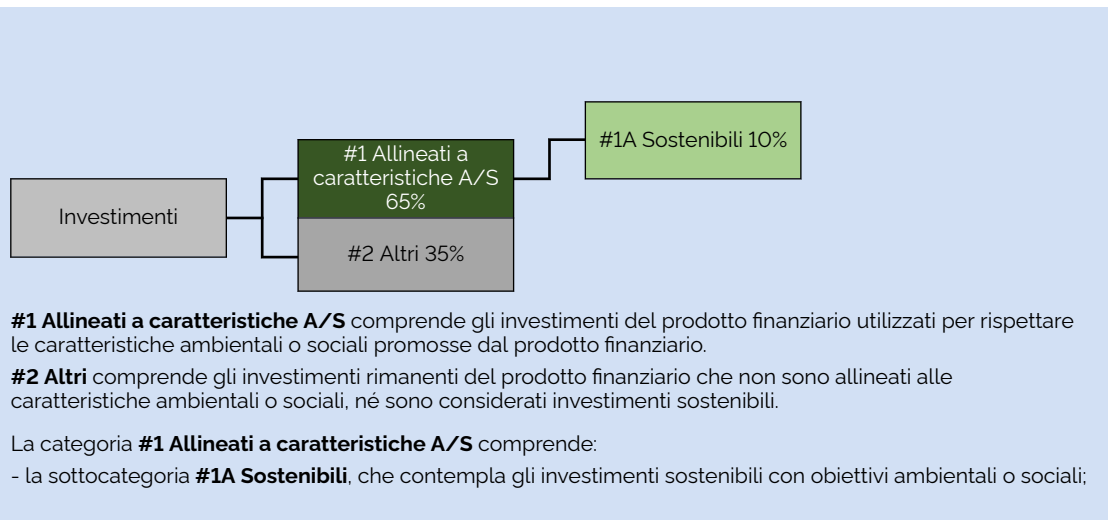 #1A Sostenibili 10%
#1 Allineati a
caratteristiche A/S
65%
Investimenti
#2 Altri 35%
#1 Allineati a caratteristiche A/S comprende gli investimenti del prodotto finanziario utilizzati per rispettare
le caratteristiche ambientali o sociali promosse dal prodotto finanziario.
#2 Altri comprende gli investimenti rimanenti del prodotto finanziario che non sono allineati alle
caratteristiche ambientali o sociali, né sono considerati investimenti sostenibili.
La categoria #1 Allineati a caratteristiche A/S comprende:
- la sottocategoria #1A Sostenibili, che contempla gli investimenti sostenibili con obiettivi ambientali o sociali;